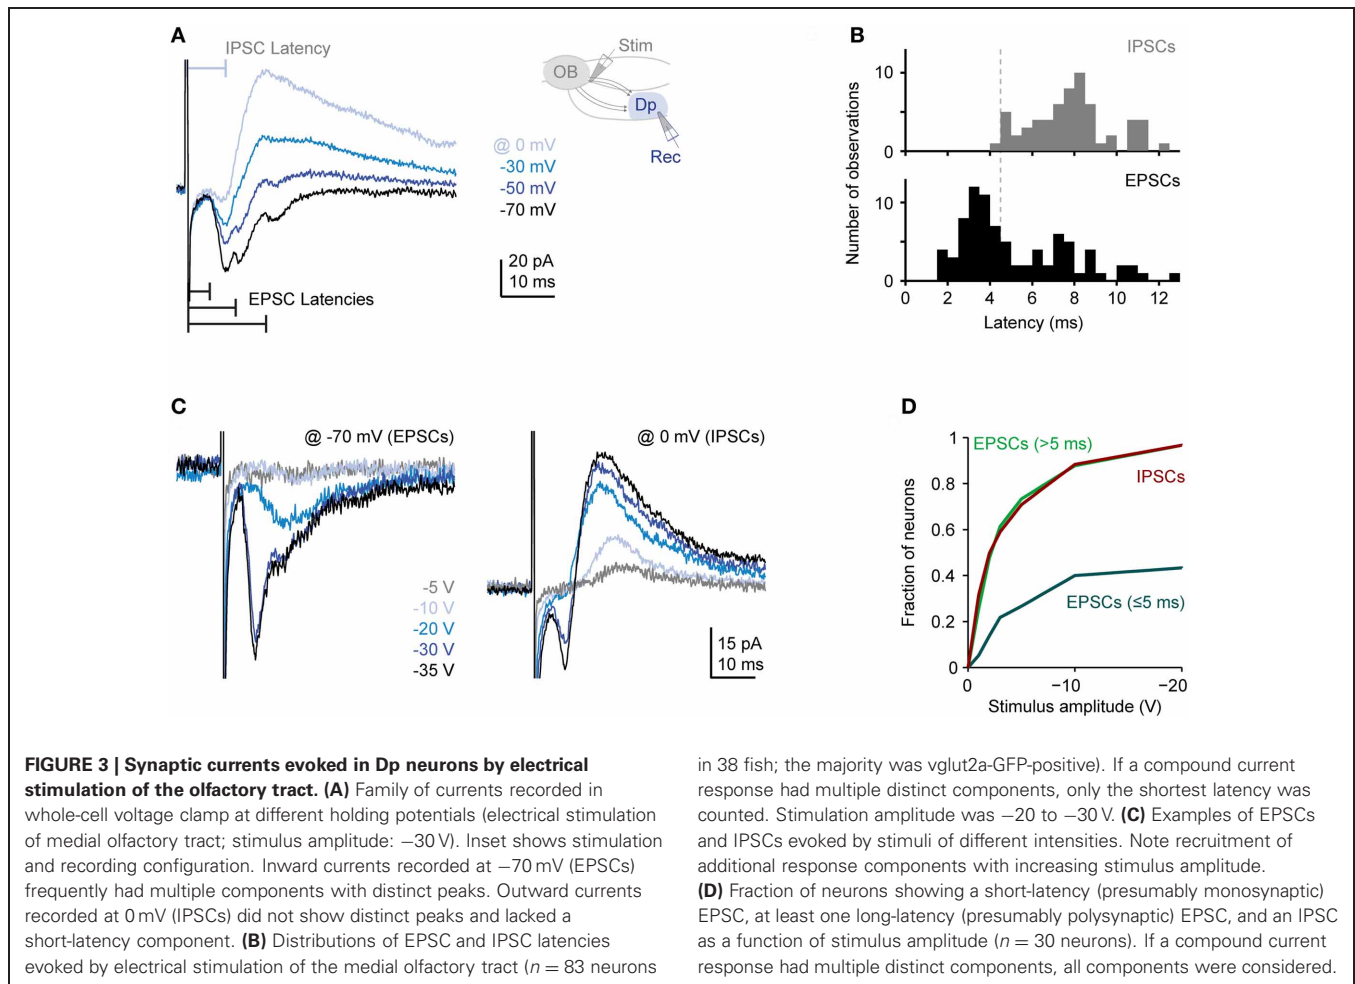 A
IPSC Latency
@ 0 mV
-30 mV
-50 mV
-70 mV
20 pA
10 ms
EPSC Latencies
Stim
OB
Dp
Rec
B
IPSCs
10
0
EPSCs
10
0
Number of observations
0 2 4 6 8 10 12
Latency (ms)
C
@ -70 mV (EPSCs)
-5 V
-10 V
-20 V
-30 V
-35 V
@ 0 mV (IPSCs)
15 pA
10 ms
D
1
0.8
0.6
0.4
0.2
0
Fraction of neurons
EPSCs (>5 ms)
IPSCs
EPSCs (≤5 ms)
0 −10 −20
Stimulus amplitude (V)
FIGURE 3 | Synaptic currents evoked in Dp neurons by electrical
stimulation of the olfactory tract. (A) Family of currents recorded in
whole-cell voltage clamp at different holding potentials (electrical stimulation
of medial olfactory tract; stimulus amplitude: −30 V). Inset shows stimulation
and recording configuration. Inward currents recorded at −70 mV (EPSCs)
frequently had multiple components with distinct peaks. Outward currents
recorded at 0 mV (IPSCs) did not show distinct peaks and lacked a
short-latency component. (B) Distributions of EPSC and IPSC latencies
evoked by electrical stimulation of the medial olfactory tract (n = 83 neurons
in 38 fish; the majority was vglut2a-GFP-positive). If a compound current
response had multiple distinct components, only the shortest latency was
counted. Stimulation amplitude was −20 to −30 V. (C) Examples of EPSCs
and IPSCs evoked by stimuli of different intensities. Note recruitment of
additional response components with increasing stimulus amplitude.
(D) Fraction of neurons showing a short-latency (presumably monosynaptic)
EPSC, at least one long-latency (presumably polysynaptic) EPSC, and an IPSC
as a function of stimulus amplitude (n = 30 neurons). If a compound current
response had multiple distinct components, all components were considered.